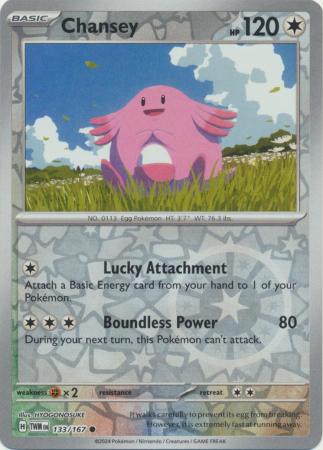 BASIC
Chansey
HP 120
NO. 0113 Egg Pokémon HT: 3'7" WT: 76.3 lbs.
Lucky Attachment
Attach a Basic Energy card from your hand to 1 of your
Pokémon.
Boundless Power 80
During your next turn, this Pokémon can't attack.
weakness ×2 resistance retreat
Illus. HYOGONOSUKE
H TWM EN 133/167
It walks carefully to prevent its egg from breaking.
However, it is extremely fast at running away.
©2024 Pokémon / Nintendo / Creatures / GAME FREAK